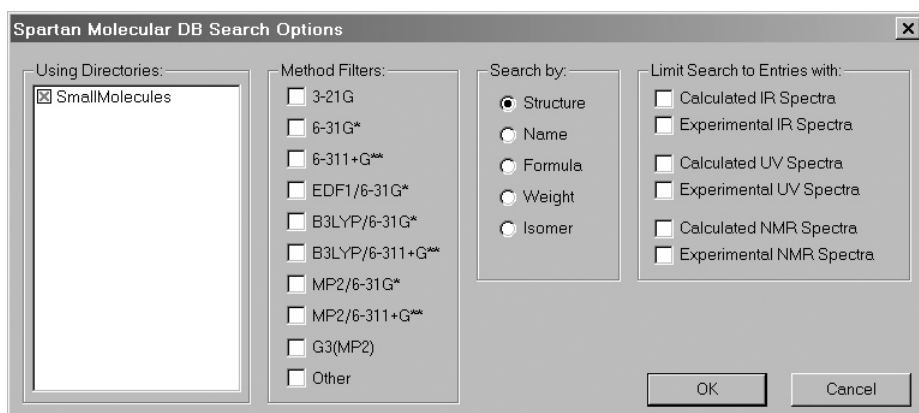 Spartan Molecular DB Search Options
Using Directories:
SmallMolecules
Method Filters:
3-21G
6-31G*
6-311+G**
EDF1/6-31G*
B3LYP/6-31G*
B3LYP/6-311+G**
MP2/6-31G*
MP2/6-311+G**
G3(MP2)
Other
Search by:
Structure
Name
Formula
Weight
Isomer
Limit Search to Entries with:
Calculated IR Spectra
Experimental IR Spectra
Calculated UV Spectra
Experimental UV Spectra
Calculated NMR Spectra
Experimental NMR Spectra
OK
Cancel